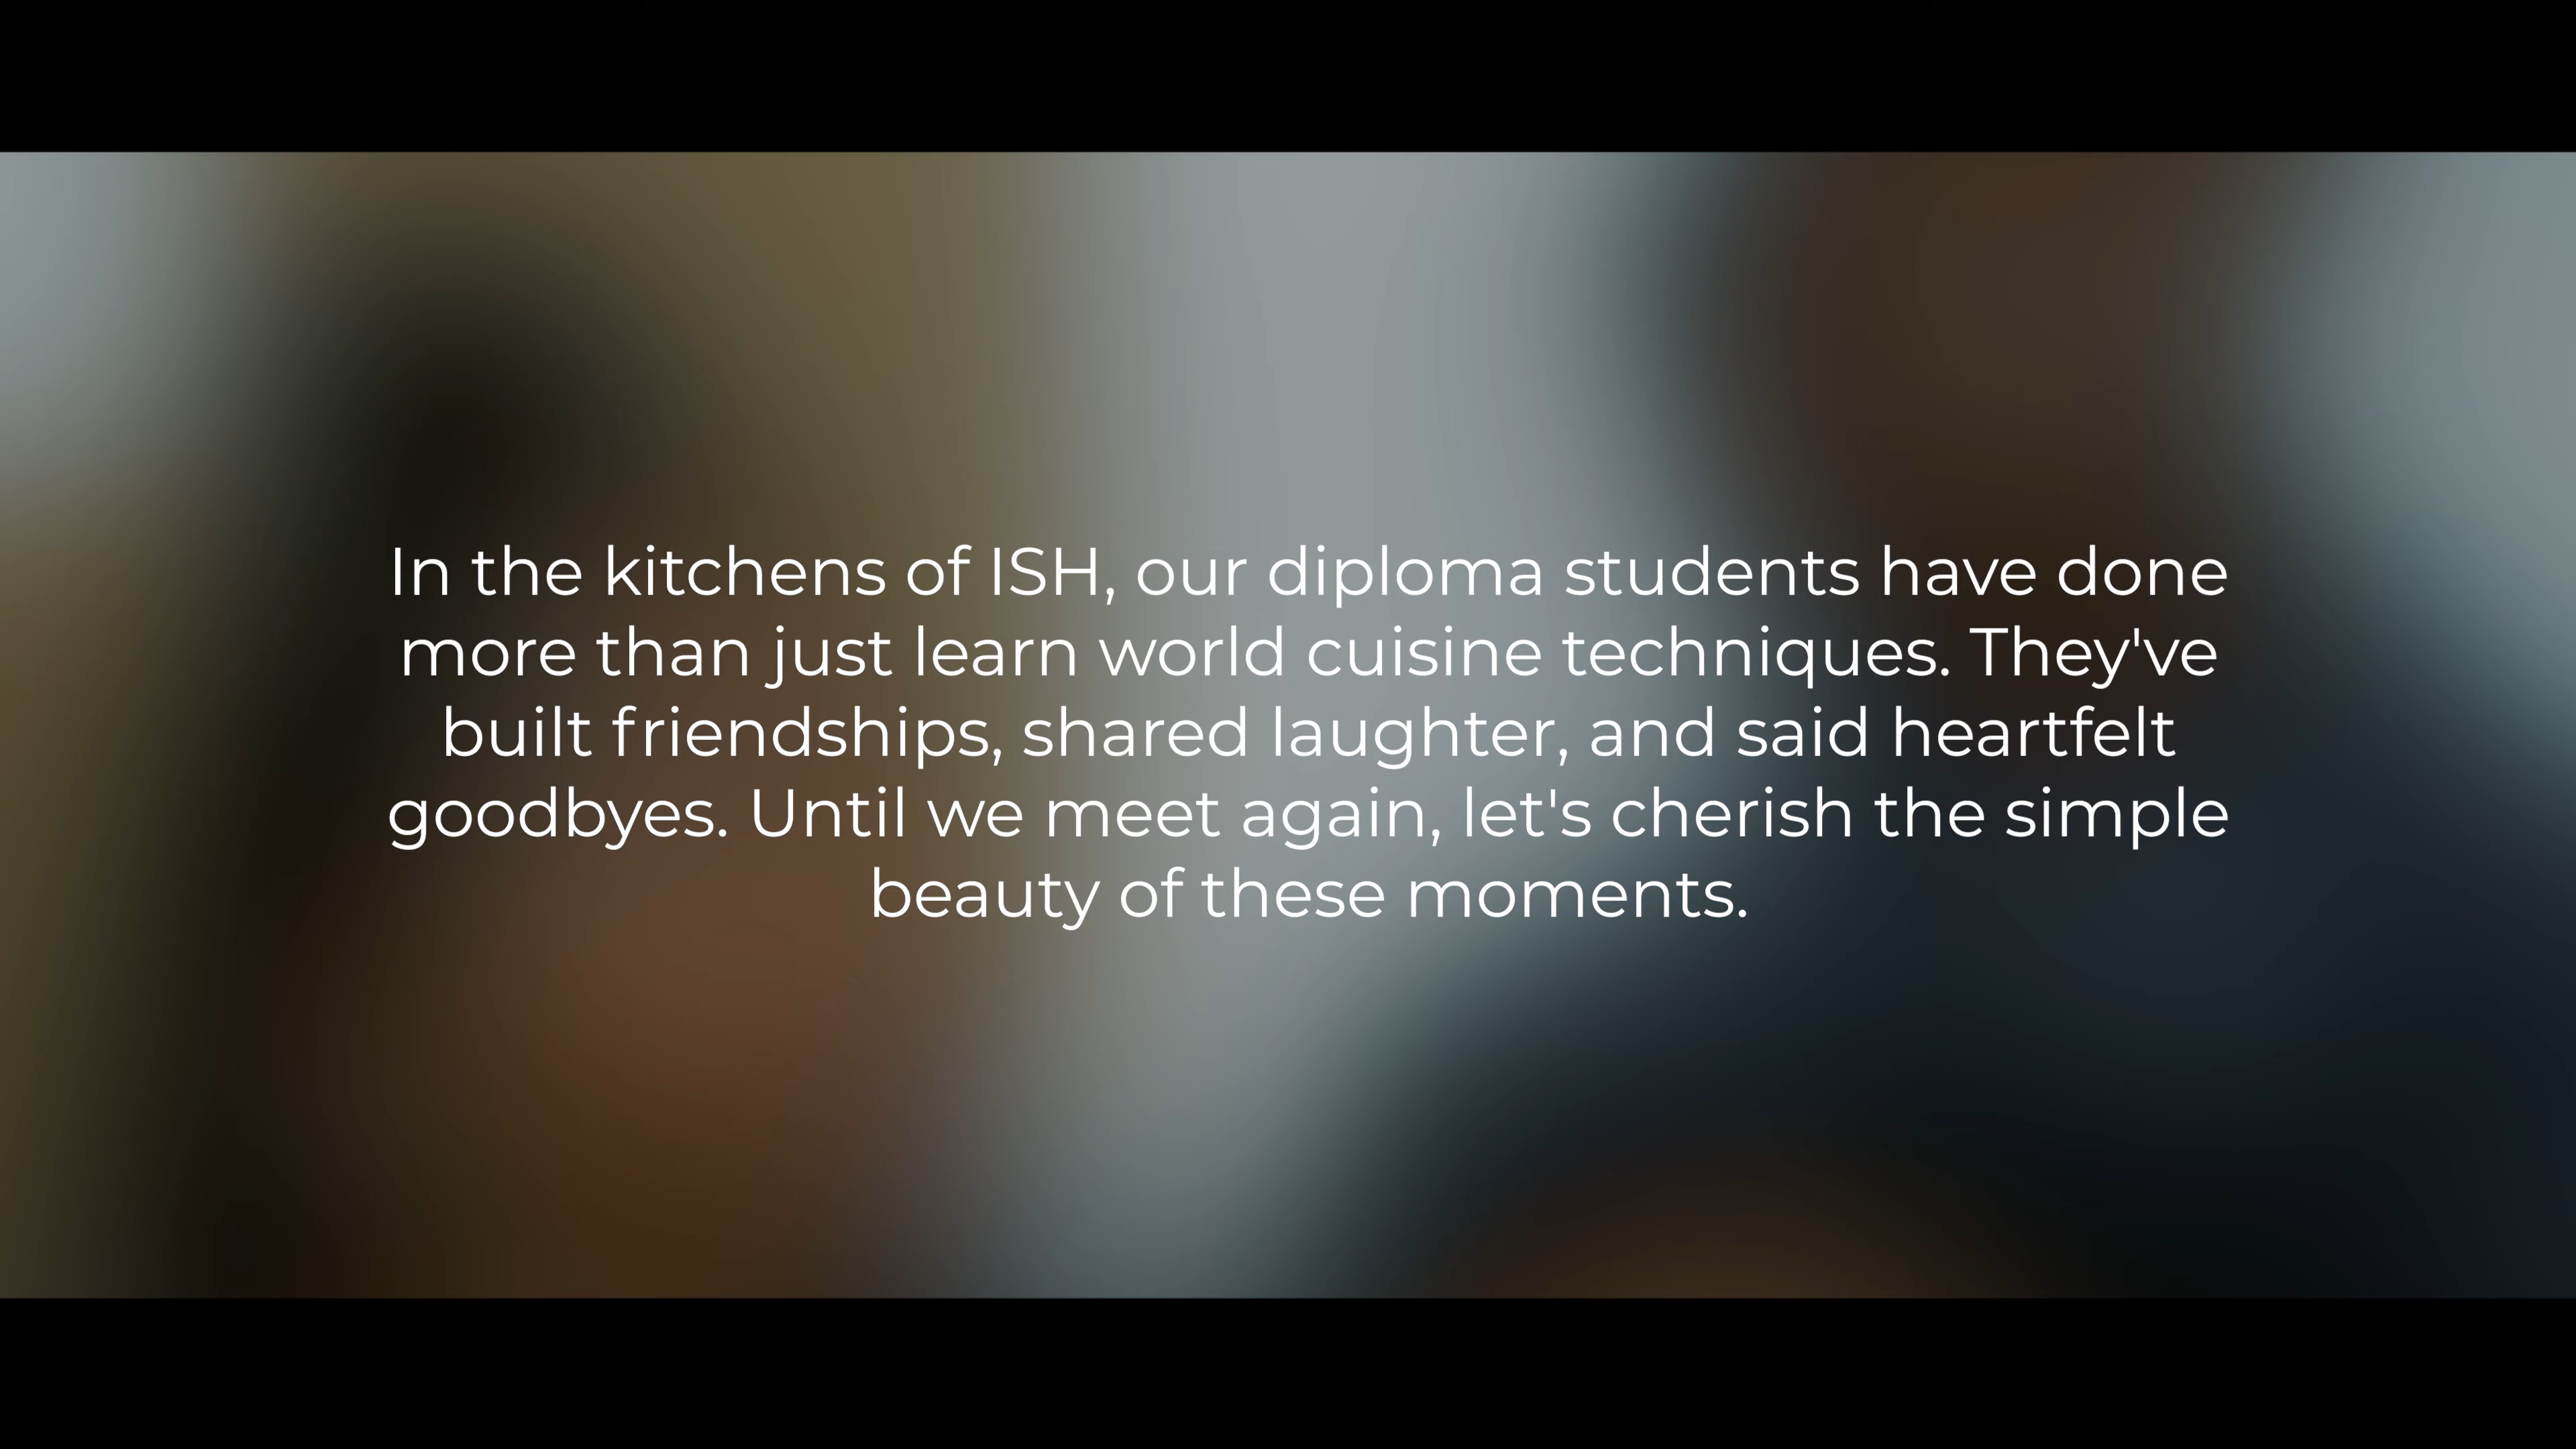 In the kitchens of ISH, our diploma students have done
more than just learn world cuisine techniques. They've
built friendships, shared laughter, and said heartfelt
goodbyes. Until we meet again, let's cherish the simple
beauty of these moments.